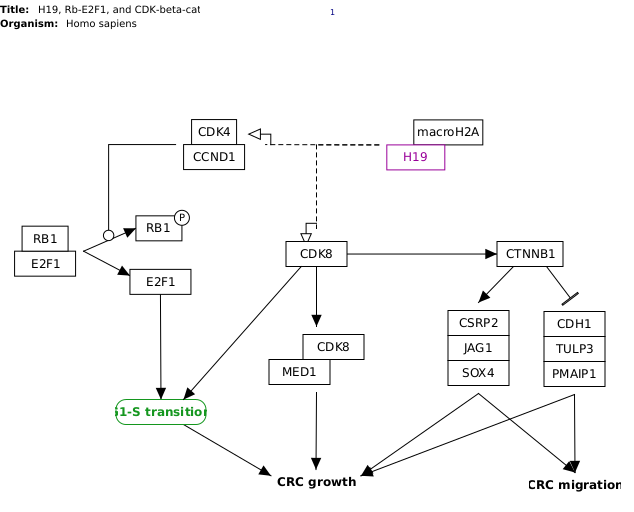 Title: H19, Rb-E2F1, and CDK-beta-cat
1
Organism: Homo sapiens
CDK4
macroH2A
CCND1
H19
P
RB1
RB1
E2F1
CDK8
CTNNB1
E2F1
CSRP2
CDH1
CDK8
JAG1
TULP3
MED1
SOX4
PMAIP1
G1-S transition
CRC growth
CRC migration